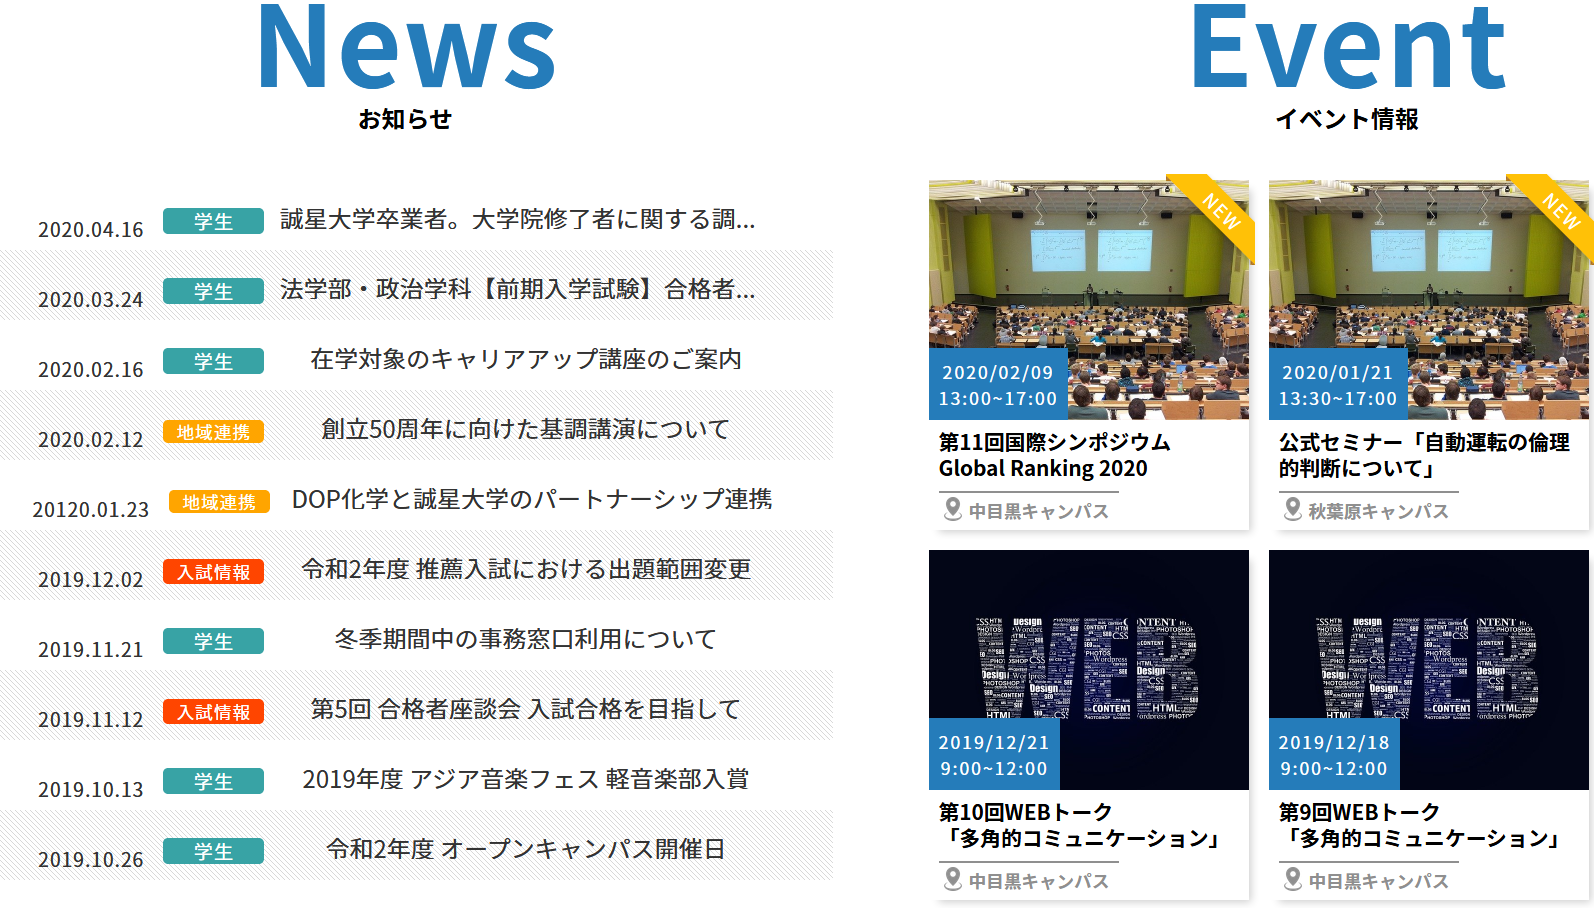 News
お知らせ
2020.04.16 学生 誠星大学卒業者。大学院修了者に関する調...
2020.03.24 学生 法学部・政治学科【前期入学試験】合格者...
2020.02.16 学生 在学対象のキャリアアップ講座のご案内
2020.02.12 地域連携 創立50周年に向けた基調講演について
20120.01.23 地域連携 DOP化学と誠星大学のパートナーシップ連携
2019.12.02 入試情報 令和2年度 推薦入試における出題範囲変更
2019.11.21 学生 冬季期間中の事務窓口利用について
2019.11.12 入試情報 第5回 合格者座談会 入試合格を目指して
2019.10.13 学生 2019年度 アジア音楽フェス 軽音楽部入賞
2019.10.26 学生 令和2年度 オープンキャンパス開催日
Event
イベント情報
NEW
2020/02/09
13:00~17:00
第11回国際シンポジウム
Global Ranking 2020
中目黒キャンパス
NEW
2020/01/21
13:30~17:00
公式セミナー「自動運転の倫理
的判断について」
秋葉原キャンパス
WEB
2019/12/21
9:00~12:00
第10回WEBトーク
「多角的コミュニケーション」
中目黒キャンパス
WEB
2019/12/18
9:00~12:00
第9回WEBトーク
「多角的コミュニケーション」
中目黒キャンパス